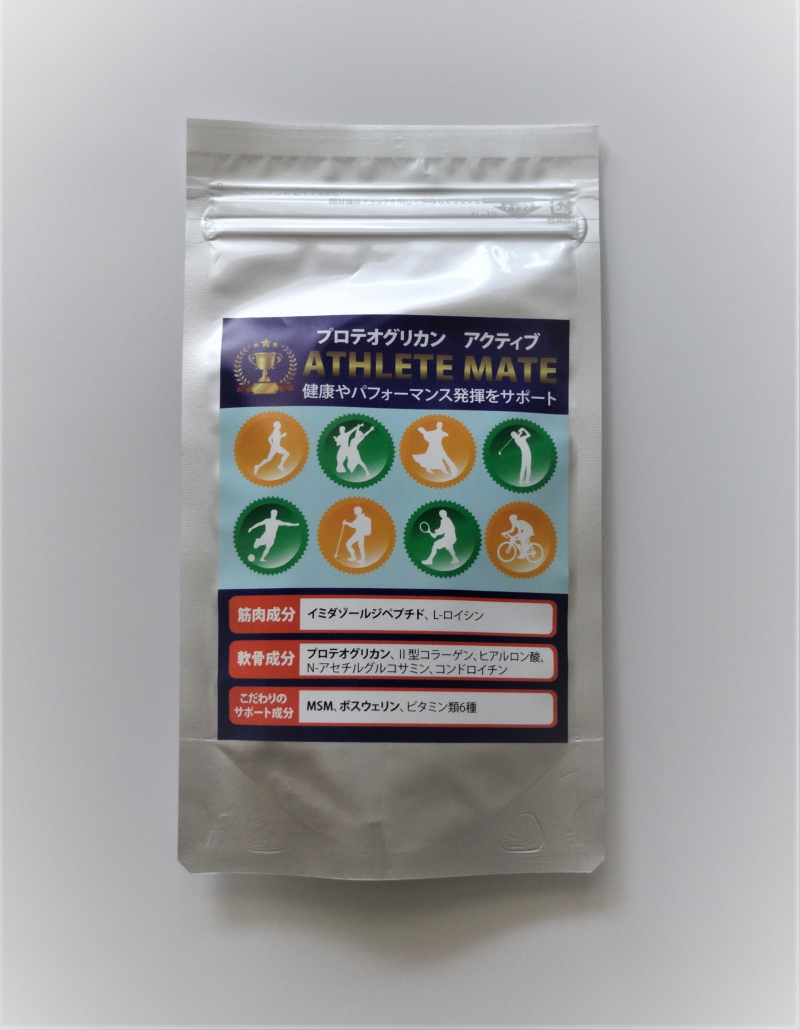 プロテオグリカン　アクティブ
ATHLETE MATE
健康やパフォーマンス発揮をサポート
筋肉成分
イミダゾールジペプチド、L-ロイシン
軟骨成分
プロテオグリカン、II型コラーゲン、ヒアルロン酸、
N-アセチルグルコサミン、コンドロイチン
こだわりの
サポート成分
MSM、ボスウェリン、ビタミン類6種